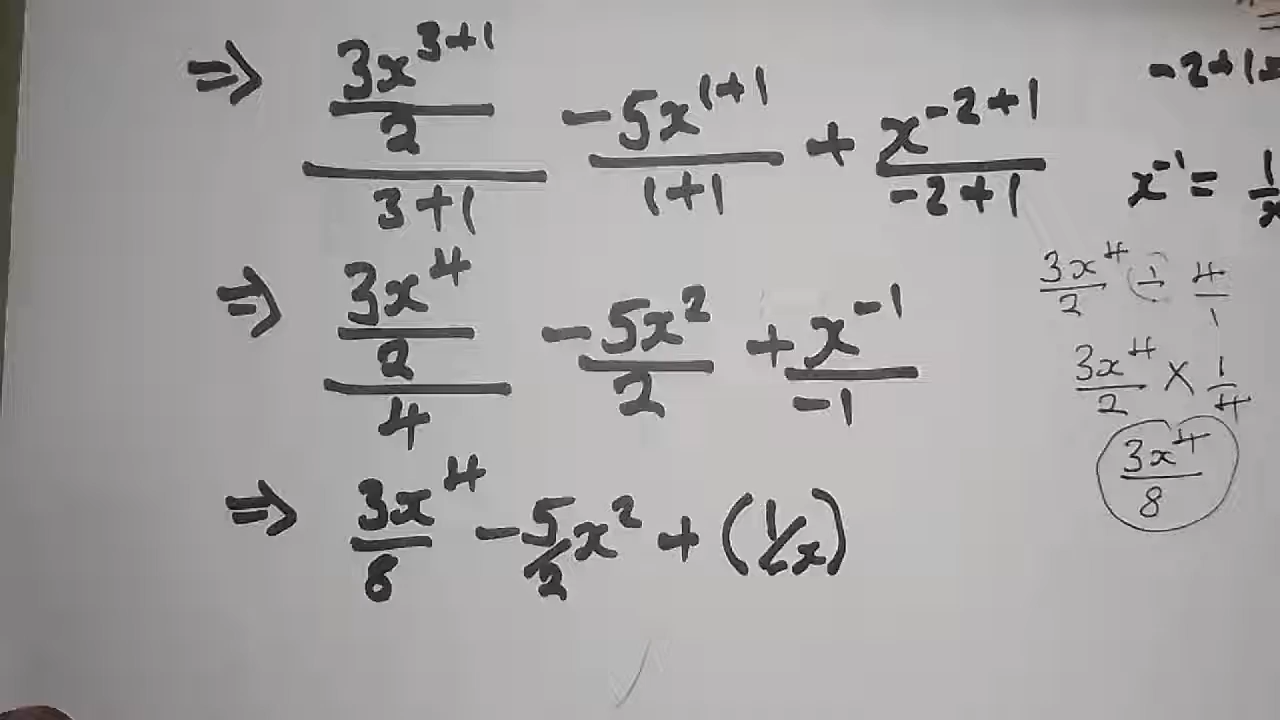 ⇒ (3x^(3+1)/2)/(3+1) (-5x^(1+1))/(1+1) + x^(-2+1)/(-2+1)
⇒ (3x^4/2)/4 (-5x^2)/2 + x^(-1)/(-1)
⇒ 3x^4/8 - 5/2 x^2 + (1/x)
-2+1=
x^-1 = 1/x
3x^4/2 ÷ 4/1
3x^4/2 × 1/4
3x^4/8